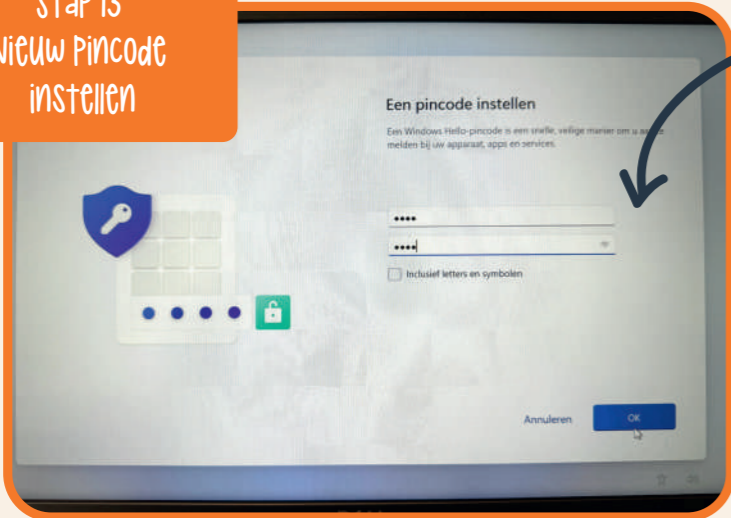 Stap 15
Nieuw pincode
instellen
Een pincode instellen
Een Windows Hello-pincode is een snelle, veilige manier om u aan te
melden bij uw apparaat, apps en services.
Inclusief letters en symbolen
Annuleren
OK